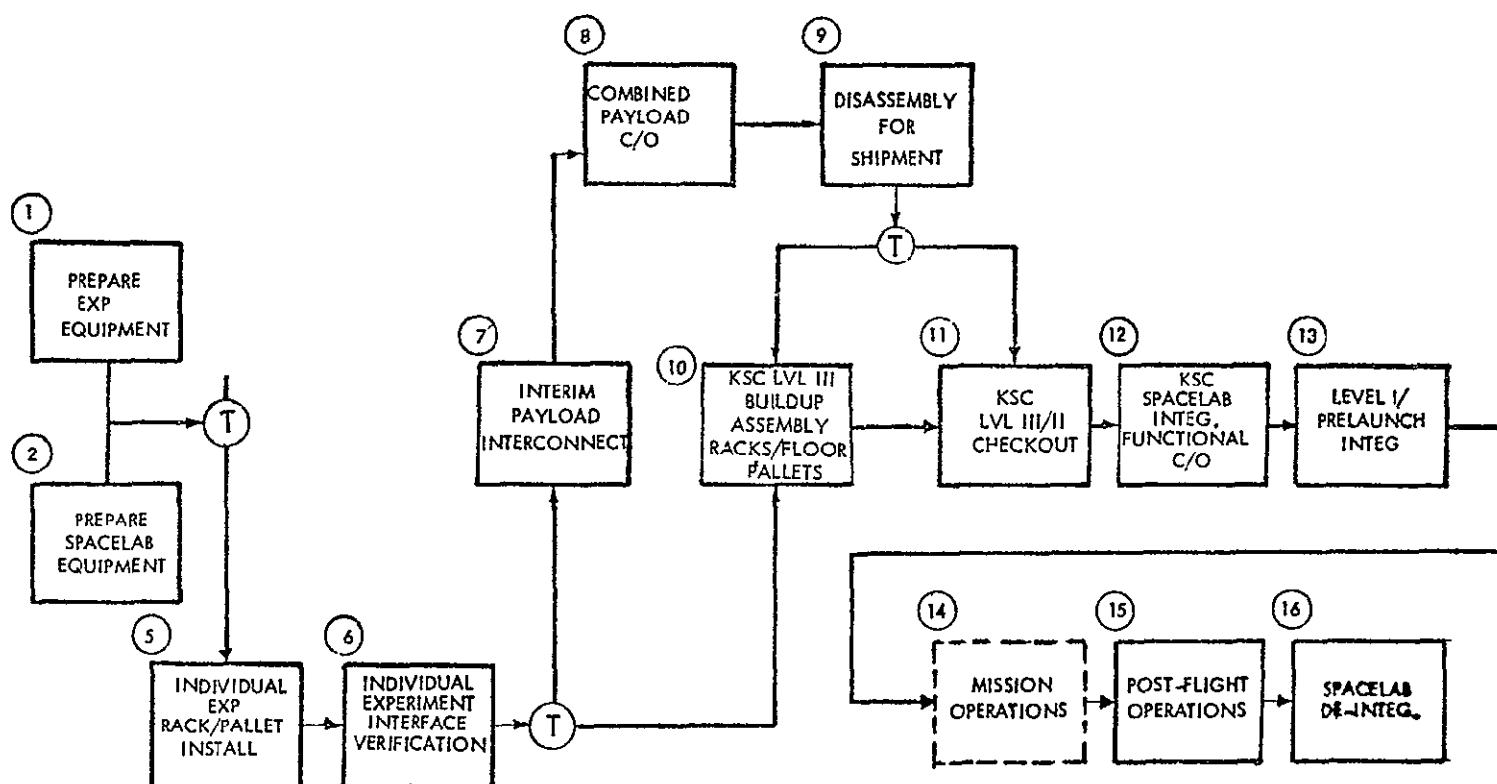 1
PREPARE
EXP
EQUIPMENT
2
PREPARE
SPACELAB
EQUIPMENT
T
5
INDIVIDUAL
EXP
RACK/PALLET
INSTALL
6
INDIVIDUAL
EXPERIMENT
INTERFACE
VERIFICATION
T
7
INTERIM
PAYLOAD
INTERCONNECT
8
COMBINED
PAYLOAD
C/O
9
DISASSEMBLY
FOR
SHIPMENT
T
10
KSC LVL III
BUILDUP
ASSEMBLY
RACKS/FLOOR
PALLETS
11
KSC
LVL III/II
CHECKOUT
12
KSC
SPACELAB
INTEG,
FUNCTIONAL
C/O
13
LEVEL I/
PRELAUNCH
INTEG
14
MISSION
OPERATIONS
15
POST-FLIGHT
OPERATIONS
16
SPACELAB
DE-INTEG.